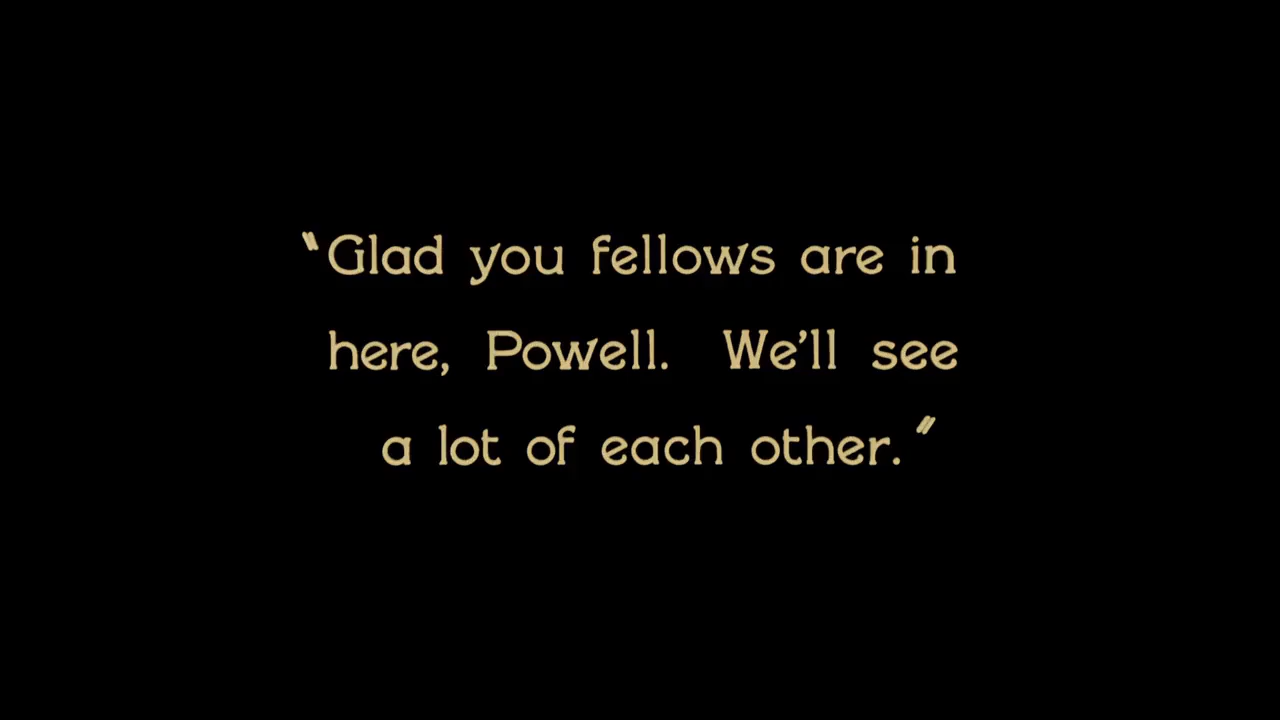 "Glad you fellows are in
here, Powell. We'll see
a lot of each other."